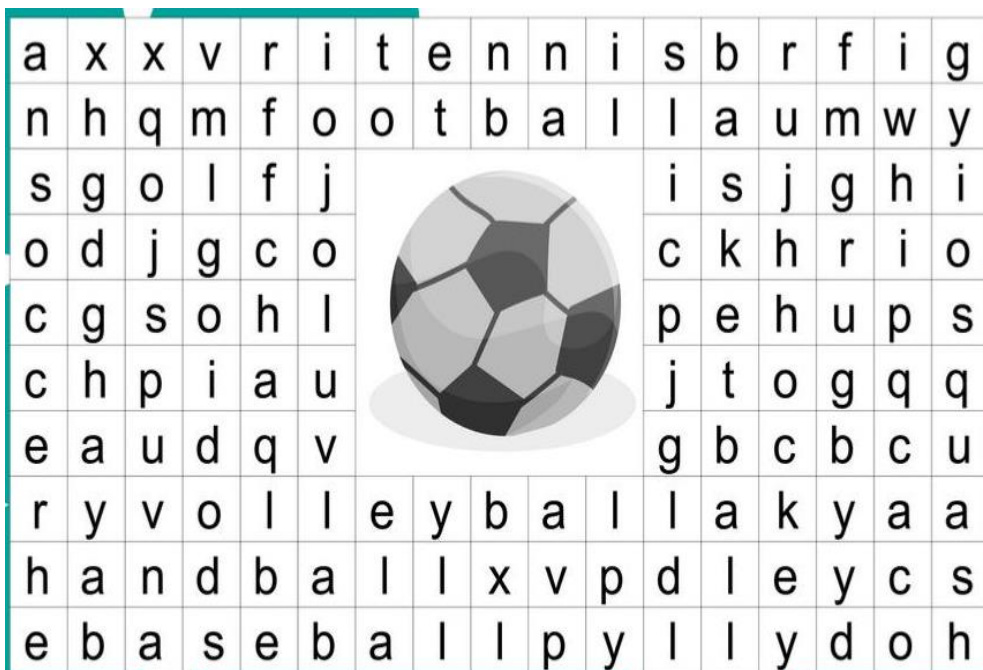 a x x v r i t e n n i s b r f i g
n h q m f o o t b a l l a u m w y
s g o l f j i s j g h i
o d j g c o c k h r i o
c g s o h l p e h u p s
c h p i a u j t o g q q
e a u d q v g b c b c u
r y v o l l e y b a l l a k y a a
h a n d b a l l x v p d l e y c s
e b a s e b a l l p y l l y d o h